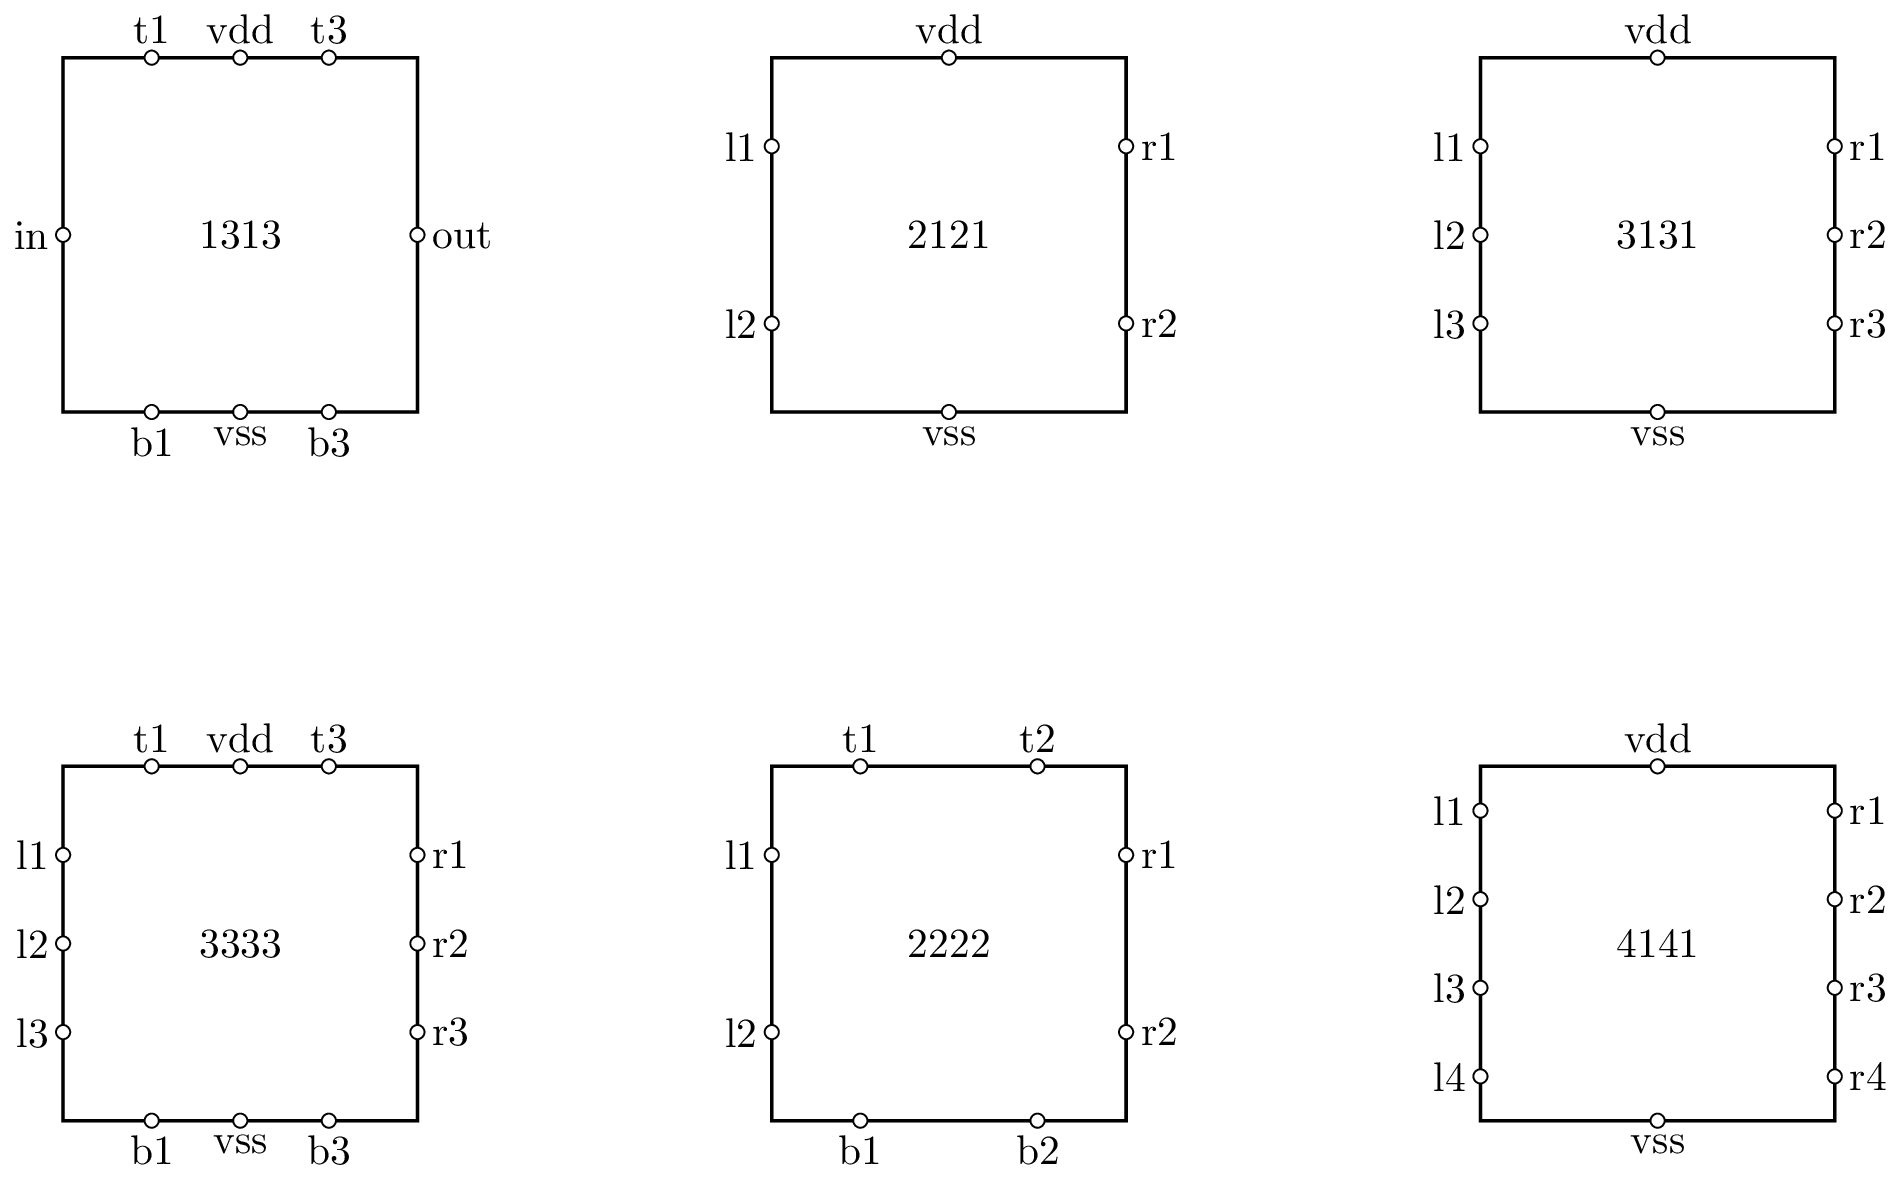 t1 vdd t3 vdd vdd
l1 r1 l1 r1
in 1313 out 2121 l2 3131 r2
l2 r2 l3 r3
b1 vss b3 vss vss
t1 vdd t3 t1 t2 vdd
l1 r1
l1 r1 l1 r1
l2 r2
l2 3333 r2 2222 4141
l3 r3
l3 r3 l2 r2
l4 r4
b1 vss b3 b1 b2 vss